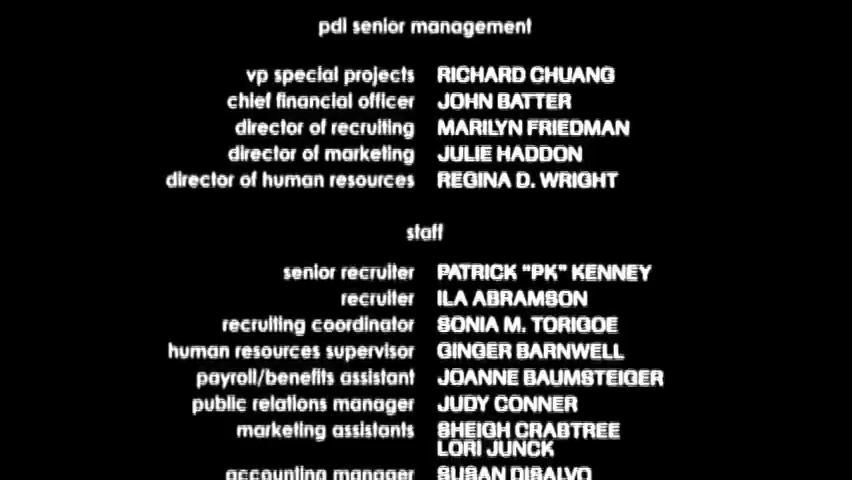 pdi senior management
vp special projects RICHARD CHUANG
chief financial officer JOHN BATTER
director of recruiting MARILYN FRIEDMAN
director of marketing JULIE HADDON
director of human resources REGINA D. WRIGHT
staff
senior recruiter PATRICK "PK" KENNEY
recruiter ILA ABRAMSON
recruiting coordinator SONIA M. TORIGOE
human resources supervisor GINGER BARNWELL
payroll/benefits assistant JOANNE BAUMSTEIGER
public relations manager JUDY CONNER
marketing assistants SHEIGH CRABTREE
LORI JUNCK
accounting manager SUSAN DISALVO